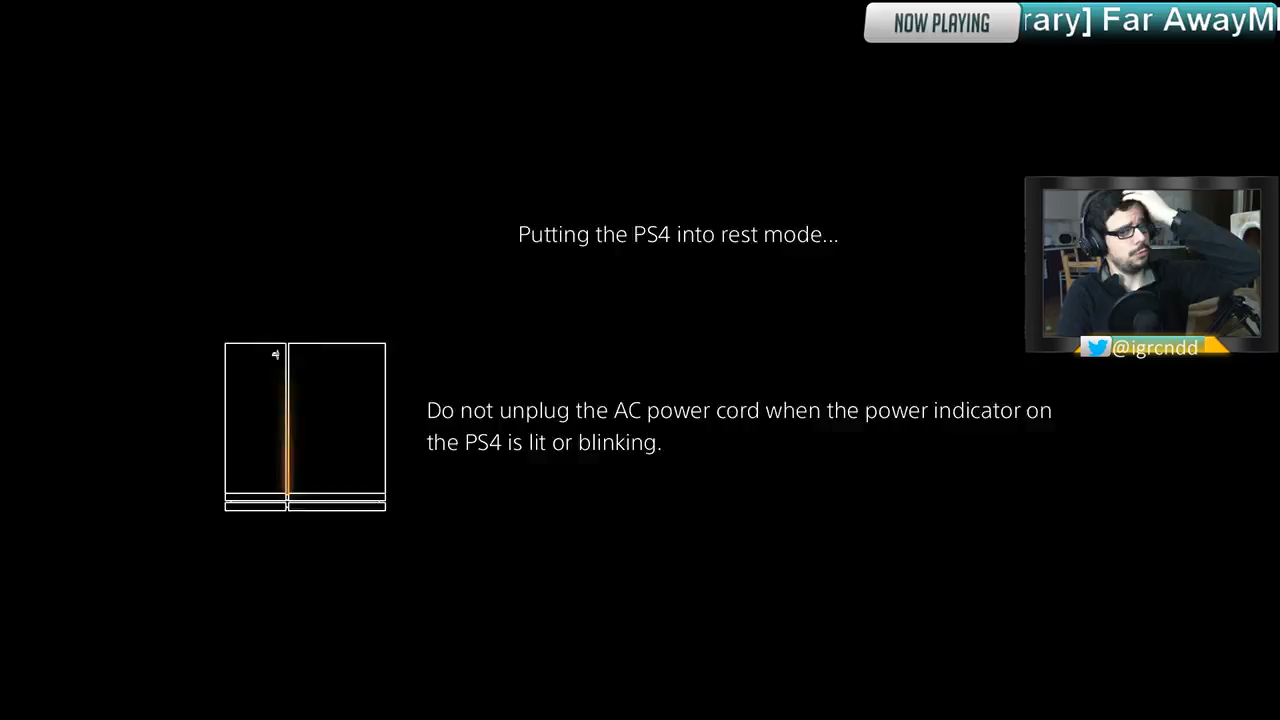 NOW PLAYING
rary] Far AwayM
Putting the PS4 into rest mode...
@igrcndd
Do not unplug the AC power cord when the power indicator on
the PS4 is lit or blinking.